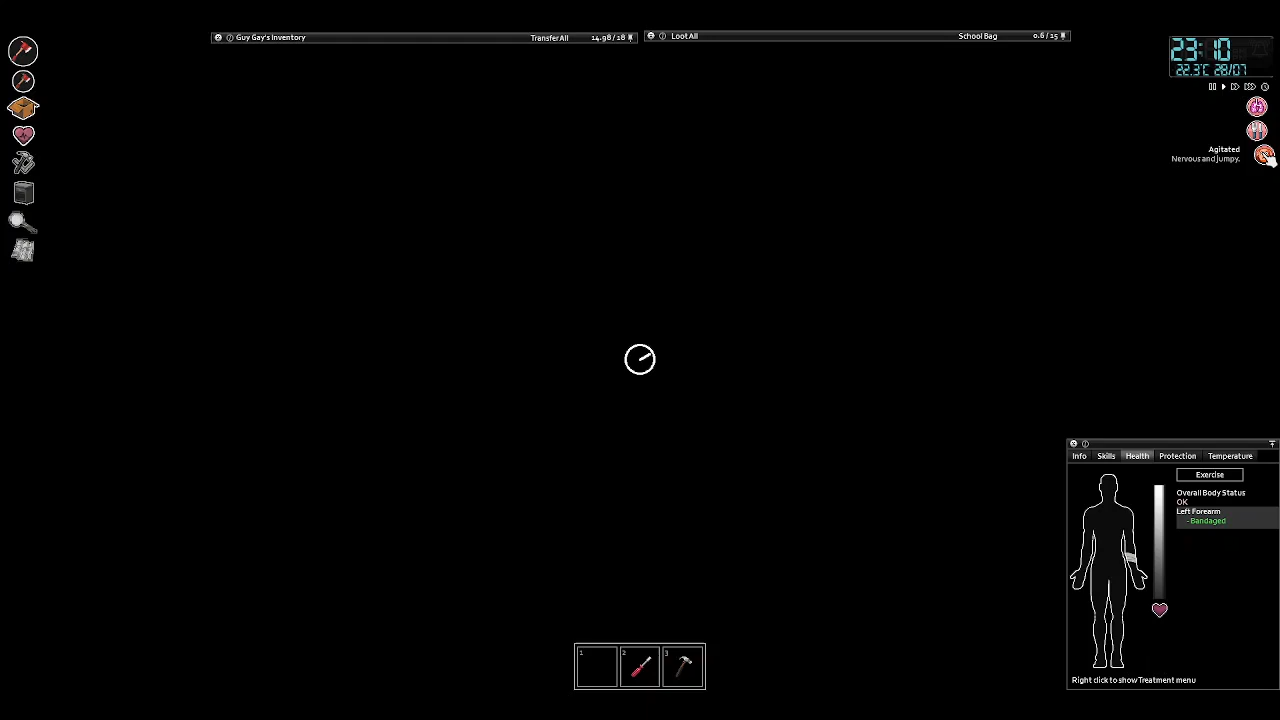 Guy Gay's Inventory Transfer All 14.98 / 18
Loot All School Bag 0.6 / 15
23:10
22.3°C 28/07
Agitated
Nervous and jumpy.
Info Skills Health Protection Temperature
Exercise
Overall Body Status
OK
Left Forearm
- Bandaged
Right click to show Treatment menu
1 2 3